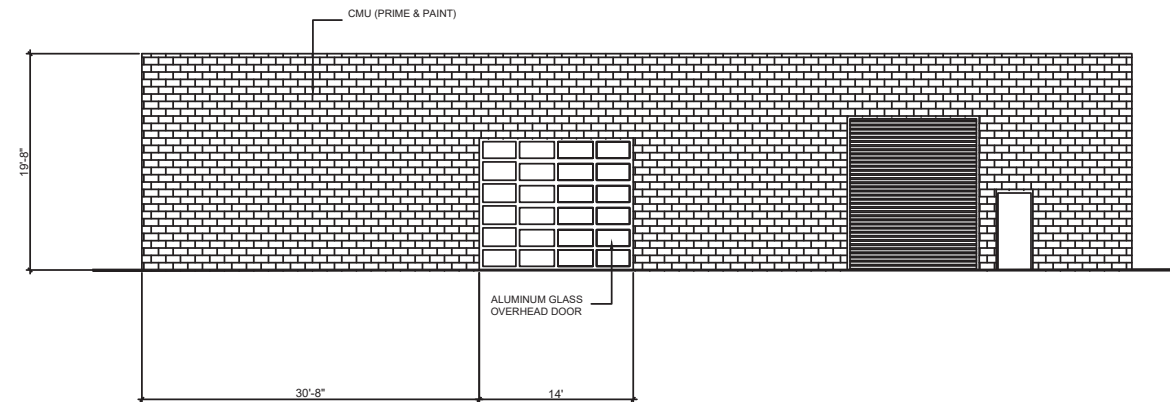 CMU (PRIME & PAINT)
19'-8"
ALUMINUM GLASS
OVERHEAD DOOR
30'-8"
14'